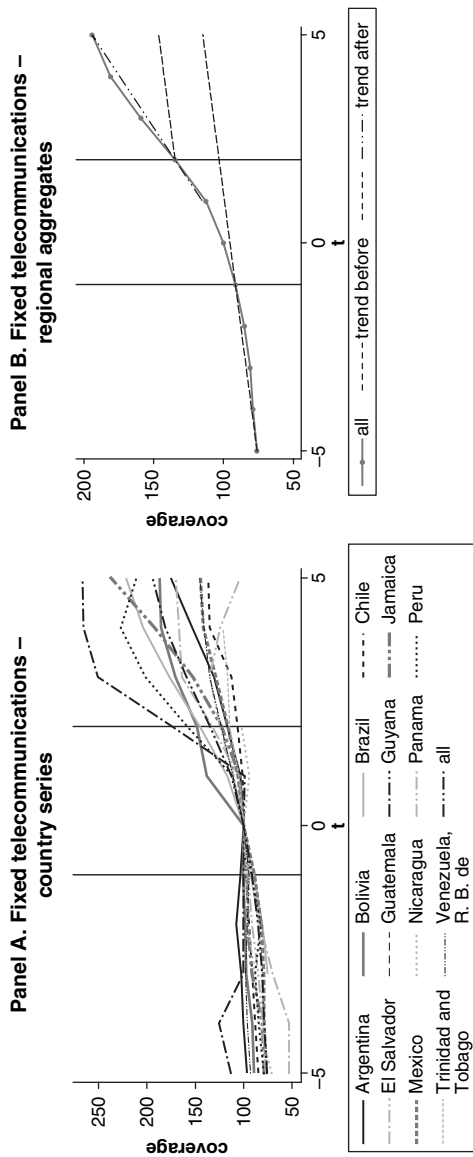 Panel A. Fixed telecommunications –
country series
coverage
250
200
150
100
50
–5
0
5
t
Argentina Bolivia Brazil Chile
El Salvador Guatemala Guyana Jamaica
Mexico Nicaragua Panama Peru
Trinidad and Tobago Venezuela, R. B. de all
Panel B. Fixed telecommunications –
regional aggregates
coverage
200
150
100
50
–5
0
5
t
all trend before trend after